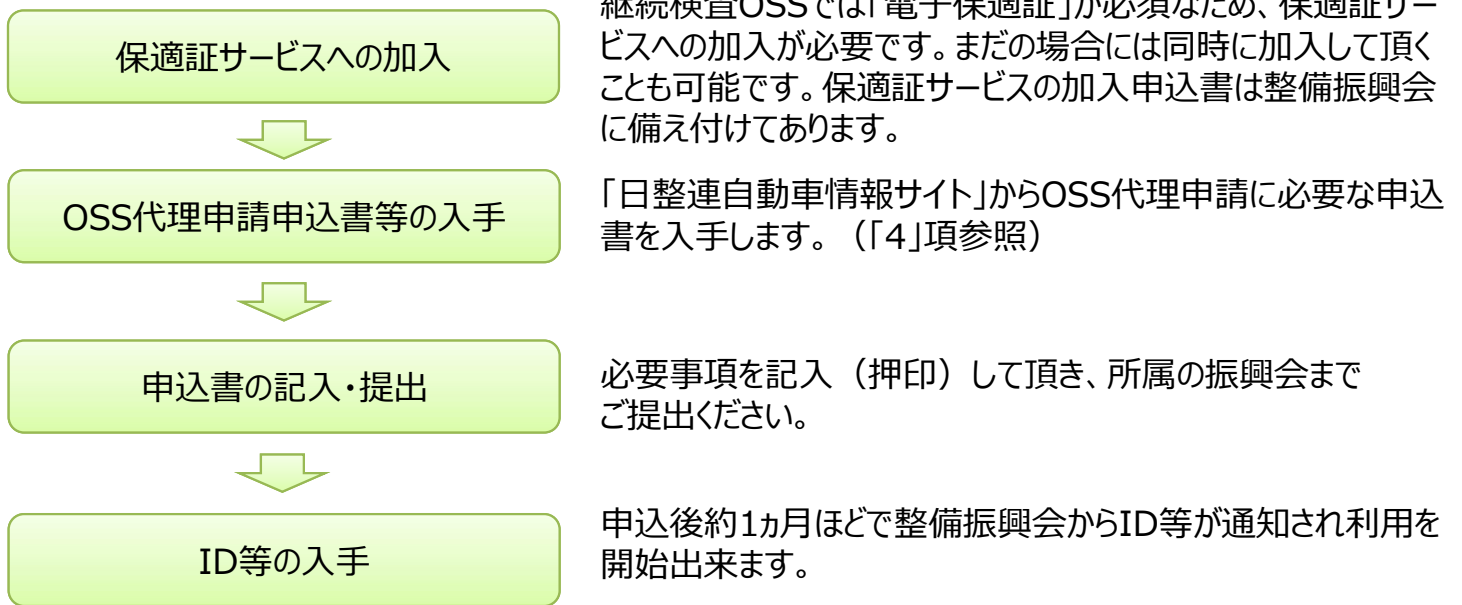 保適証サービスへの加入
継続検査OSSでは「電子保適証」が必須なため、保適証サー
ビスへの加入が必要です。まだの場合には同時に加入して頂く
ことも可能です。保適証サービスの加入申込書は整備振興会
に備え付けてあります。
OSS代理申請申込書等の入手
「日整連自動車情報サイト」からOSS代理申請に必要な申込
書を入手します。（「4」項参照）
申込書の記入・提出
必要事項を記入（押印）して頂き、所属の振興会まで
ご提出ください。
ID等の入手
申込後約1ヵ月ほどで整備振興会からID等が通知され利用を
開始出来ます。